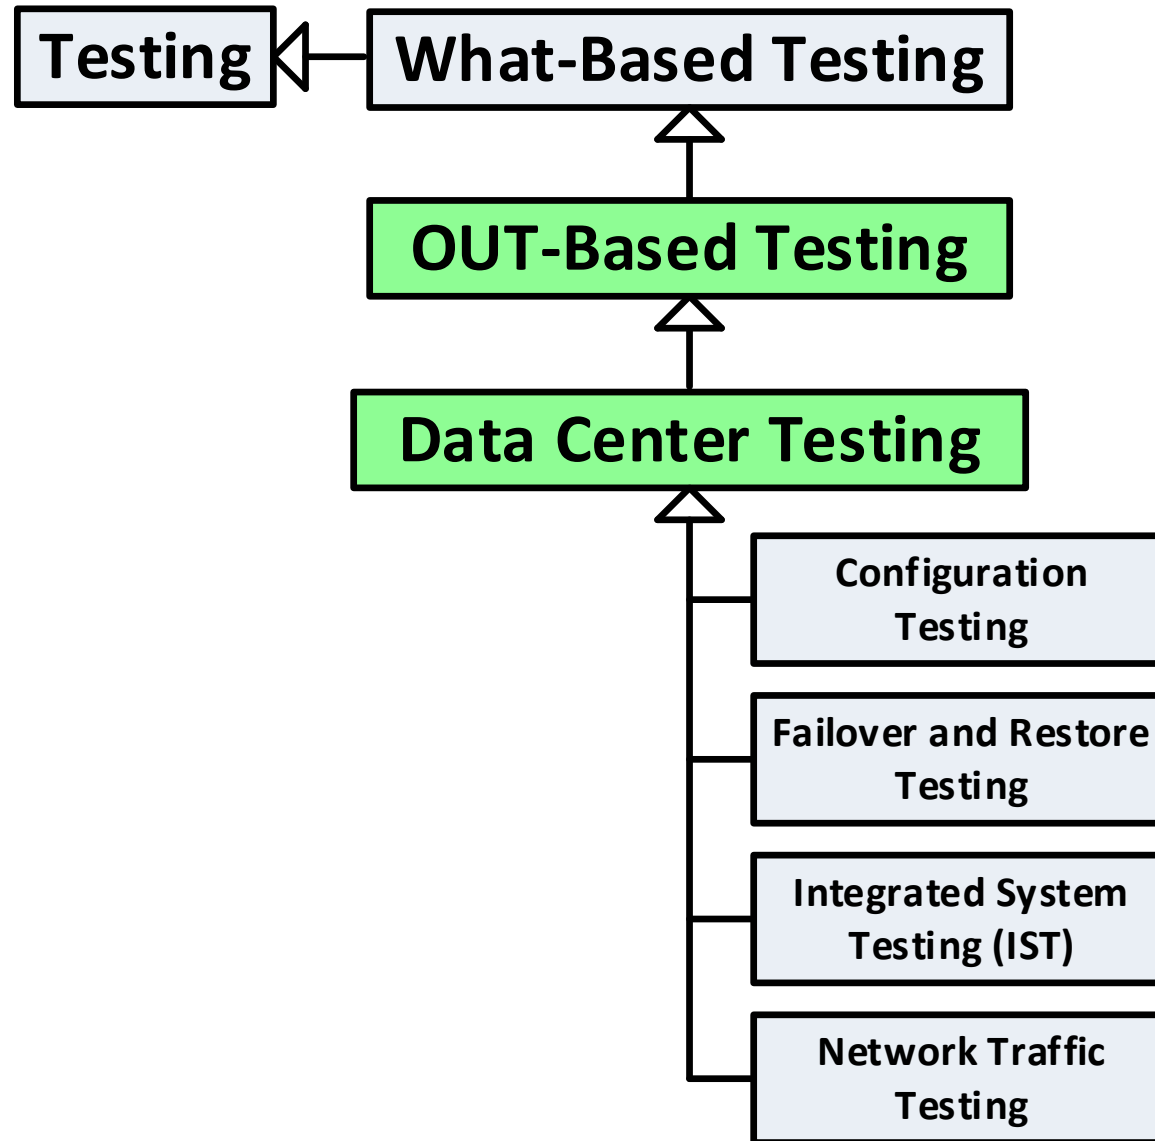 Testing
What-Based Testing
OUT-Based Testing
Data Center Testing
Configuration
Testing
Failover and Restore
Testing
Integrated System
Testing (IST)
Network Traffic
Testing